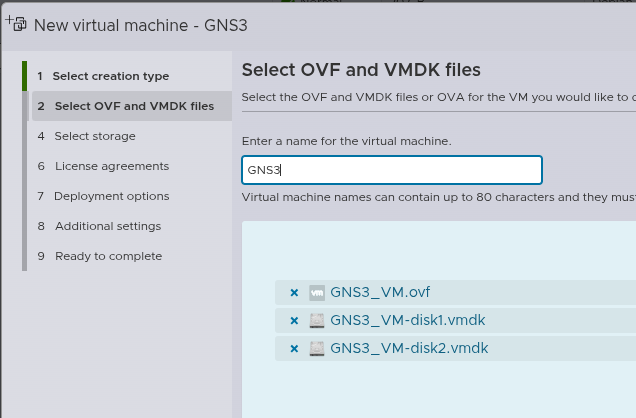 New virtual machine - GNS3
1 Select creation type
2 Select OVF and VMDK files
4 Select storage
6 License agreements
7 Deployment options
8 Additional settings
9 Ready to complete
Select OVF and VMDK files
Select the OVF and VMDK files or OVA for the VM you would like to
Enter a name for the virtual machine.
GNS3
Virtual machine names can contain up to 80 characters and they must
vm GNS3_VM.ovf
GNS3_VM-disk1.vmdk
GNS3_VM-disk2.vmdk